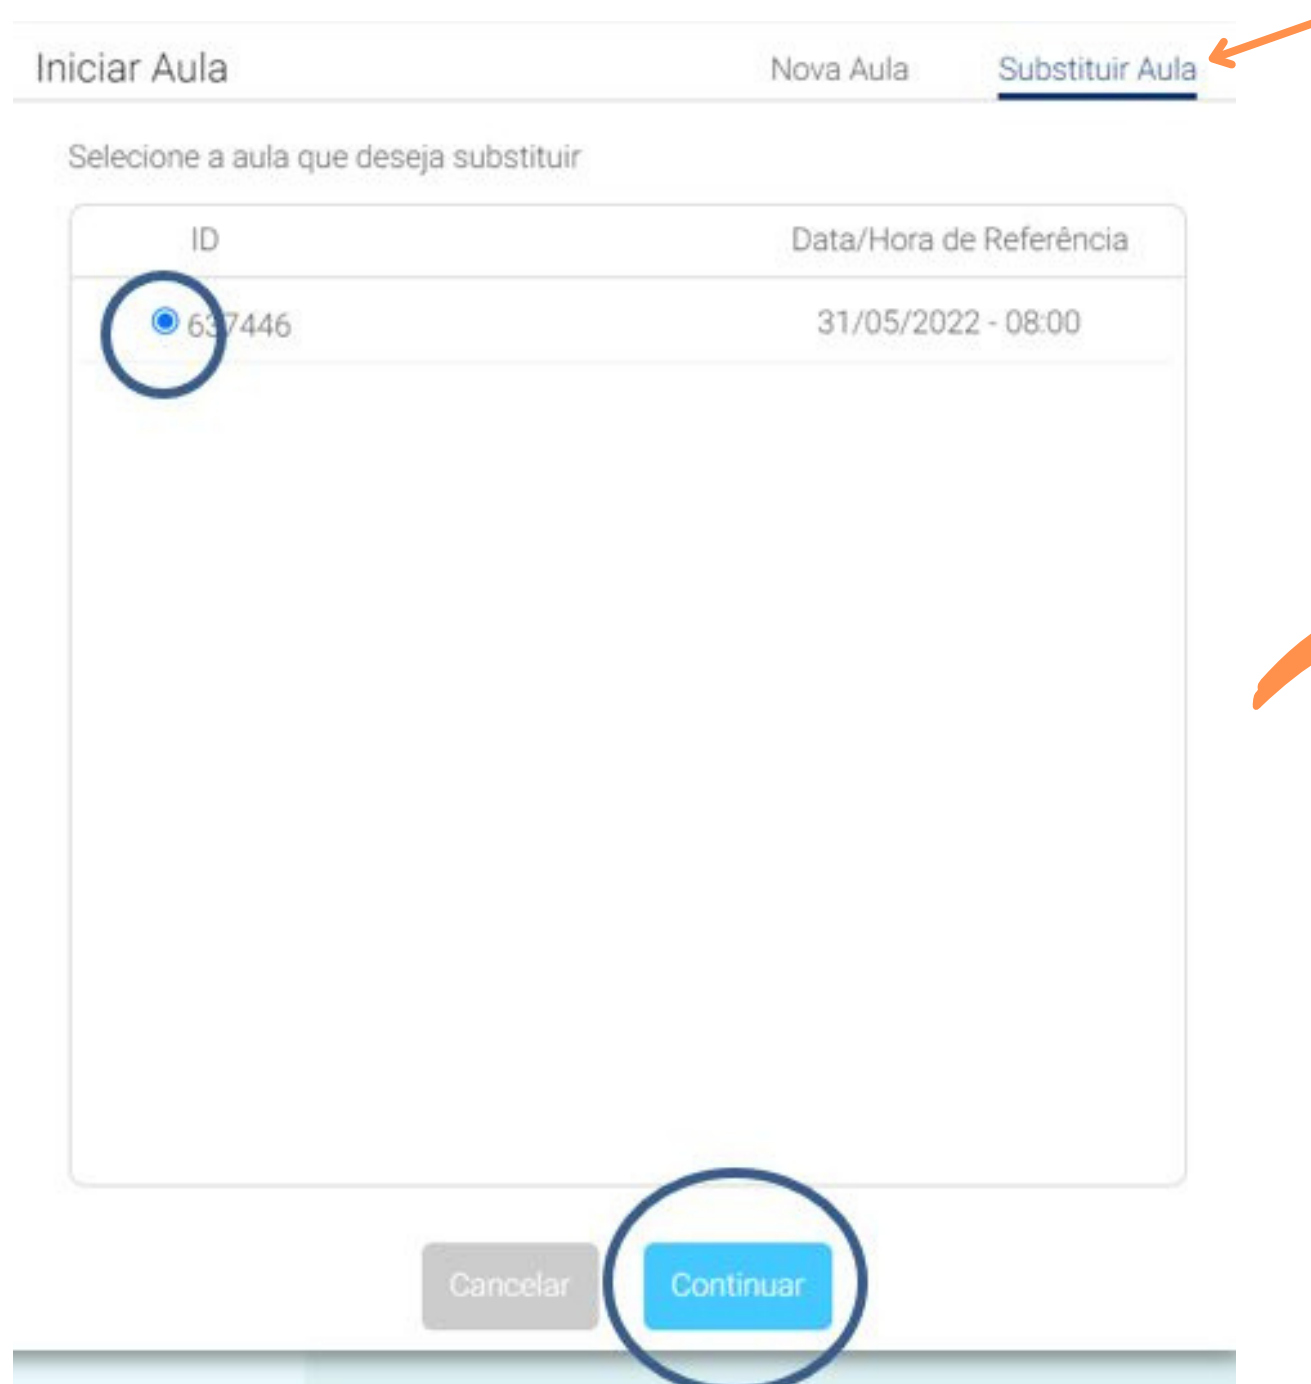 Iniciar Aula Nova Aula Substituir Aula
Selecione a aula que deseja substituir
ID Data/Hora de Referência
637446 31/05/2022 - 08:00
Cancelar Continuar